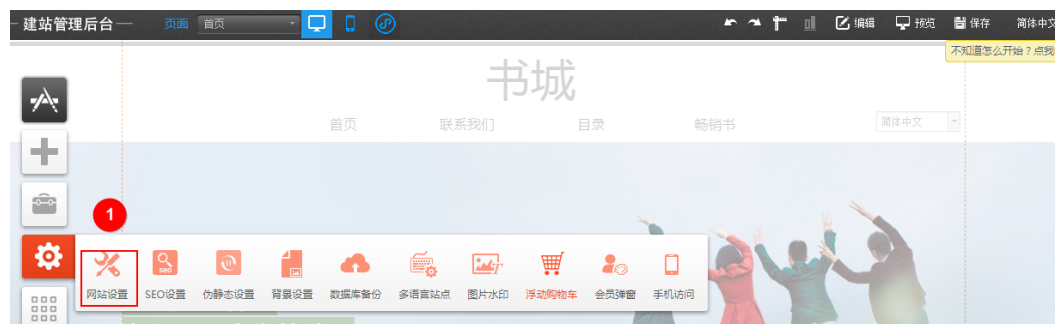 建站管理后台 页面 首页 编辑 预览 保存 简体中文
不知道怎么开始？点我
书城
首页 联系我们 目录 畅销书 简体中文
1
网站设置 SEO设置 伪静态设置 背景设置 数据库备份 多语言站点 图片水印 浮动购物车 会员弹窗 手机访问